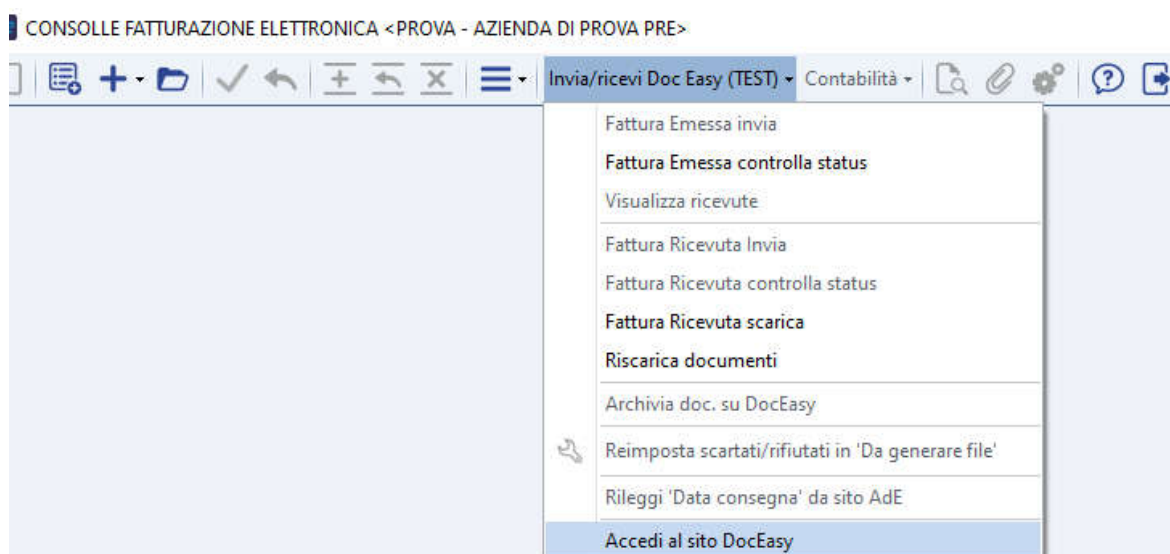 CONSOLLE FATTURAZIONE ELETTRONICA <PROVA - AZIENDA DI PROVA PRE>
Invia/ricevi Doc Easy (TEST) Contabilità
Fattura Emessa invia
Fattura Emessa controlla status
Visualizza ricevute
Fattura Ricevuta Invia
Fattura Ricevuta controlla status
Fattura Ricevuta scarica
Riscarica documenti
Archivia doc. su DocEasy
Reimposta scartati/rifiutati in 'Da generare file'
Rileggi 'Data consegna' da sito AdE
Accedi al sito DocEasy